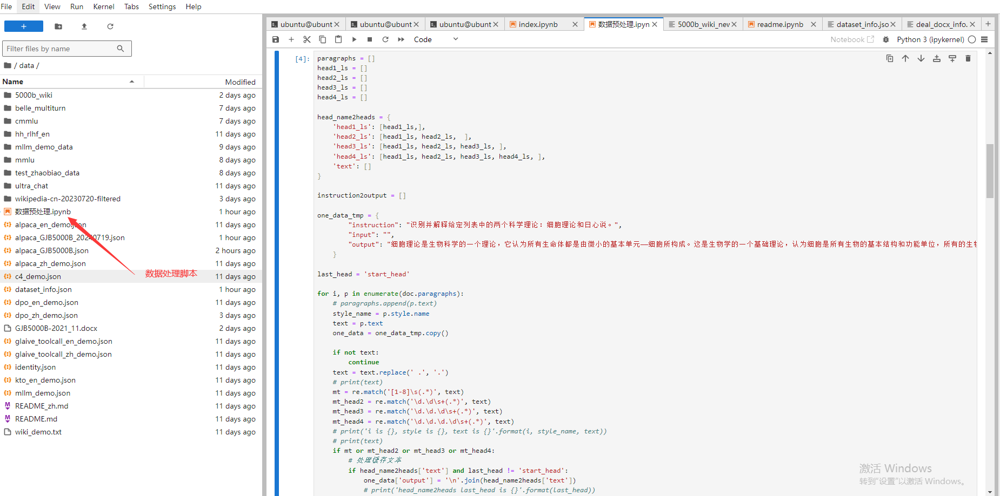 File Edit View Run Kernel Tabs Settings Help
Filter files by name
/ data /
Name Modified
5000b_wiki 2 days ago
belle_multiturn 7 days ago
cmmlu 7 days ago
hh_rlhf_en 11 days ago
mllm_demo_data 9 days ago
mmlu 8 days ago
test_zhaobiao_data 8 days ago
ultra_chat 11 days ago
wikipedia-cn-20230720-filtered 3 days ago
数据预处理.ipynb 1 hour ago
alpaca_en_demo.json 11 days ago
alpaca_GJB5000B_20240719.json 1 hour ago
alpaca_GJB5000B.json 2 hours ago
alpaca_zh_demo.json 11 days ago
数据处理脚本
c4_demo.json 11 days ago
dataset_info.json 1 hour ago
dpo_en_demo.json 11 days ago
dpo_zh_demo.json 3 days ago
GJB5000B-2021_11.docx 2 days ago
glaive_toolcall_en_demo.json 11 days ago
glaive_toolcall_zh_demo.json 11 days ago
identity.json 11 days ago
kto_en_demo.json 11 days ago
mllm_demo.json 11 days ago
README_zh.md 11 days ago
README.md 11 days ago
wiki_demo.txt 11 days ago
ubuntu@ubunt ubuntu@ubunt ubuntu@ubunt index.ipynb 数据预处理.ipyn 5000b_wiki_new readme.ipynb dataset_info.jso deal_docx_info.
Code Notebook Python 3 (ipykernel)
[4]: paragraphs = []
head1_ls = []
head2_ls = []
head3_ls = []
head4_ls = []
head_name2heads = {
'head1_ls': [head1_ls,],
'head2_ls': [head1_ls, head2_ls,  ],
'head3_ls': [head1_ls, head2_ls, head3_ls, ],
'head4_ls': [head1_ls, head2_ls, head3_ls, head4_ls, ],
'text': []
}
instruction2output = []
one_data_tmp = {
"instruction": "识别并解释给定列表中的两个科学理论：细胞理论和日心说。",
"input": "",
"output": "细胞理论是生物科学的一个理论，它认为所有生命体都是由微小的基本单元—细胞所构成。这是生物学的一个基础理论，认为细胞是所有生物的基本结构和功能单位，所有的生物
}
last_head = 'start_head'
for i, p in enumerate(doc.paragraphs):
# paragraphs.append(p.text)
style_name = p.style.name
text = p.text
one_data = one_data_tmp.copy()
if not text:
continue
text = text.replace(' .', '.')
# print(text)
mt = re.match('[1-8]\s(.*)', text)
mt_head2 = re.match('\d.\d\s+(.*)', text)
mt_head3 = re.match('\d.\d.\d\s+(.*)', text)
mt_head4 = re.match('\d.\d.\d.\d\s+(.*)', text)
# print('i is {}, style is {}, text is {}'.format(i, style_name, text))
# print(text)
if mt or mt_head2 or mt_head3 or mt_head4:
# 处理缓存文本
if head_name2heads['text'] and last_head != 'start_head':
one_data['output'] = '\n'.join(head_name2heads['text'])
# print('head_name2heads last_head is {}'.format(last_head))
激活 Windows
转到"设置"以激活 Windows。